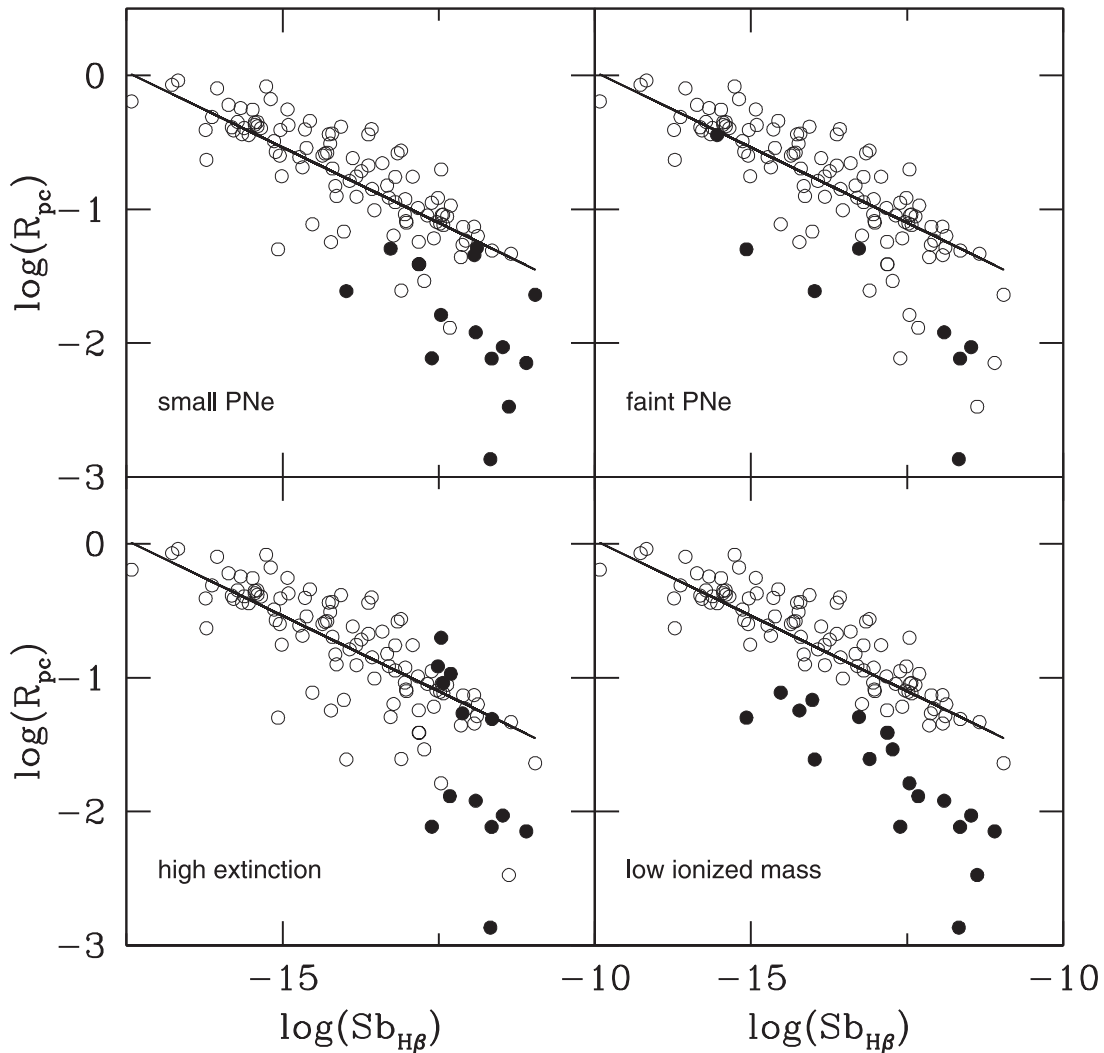 0
−1
−2
−3
log(R_pc)
small PNe
faint PNe
0
−1
−2
−3
log(R_pc)
high extinction
low ionized mass
−15
−10
−15
−10
log(Sb_Hβ)
log(Sb_Hβ)